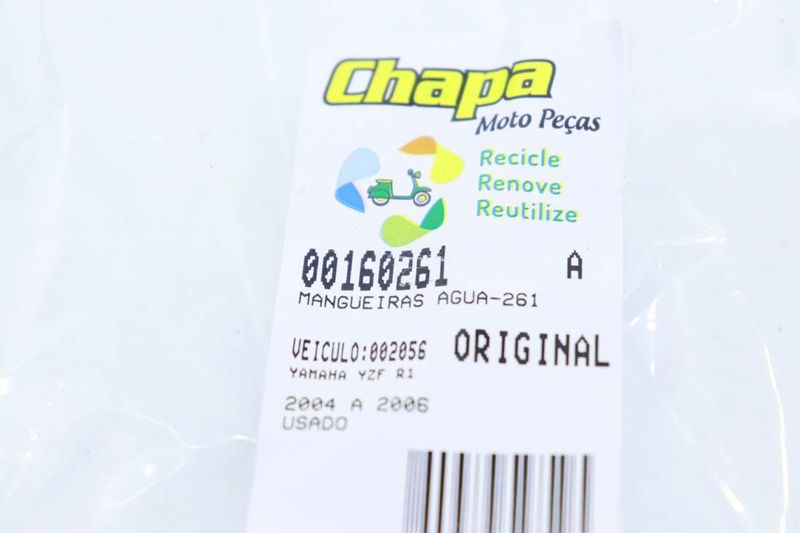 Chapa
Moto Peças
Recicle
Renove
Reutilize
00160261 A
MANGUEIRAS AGUA-261
VEICULO:002056 ORIGINAL
YAMAHA YZF R1
2004 A 2006
USADO